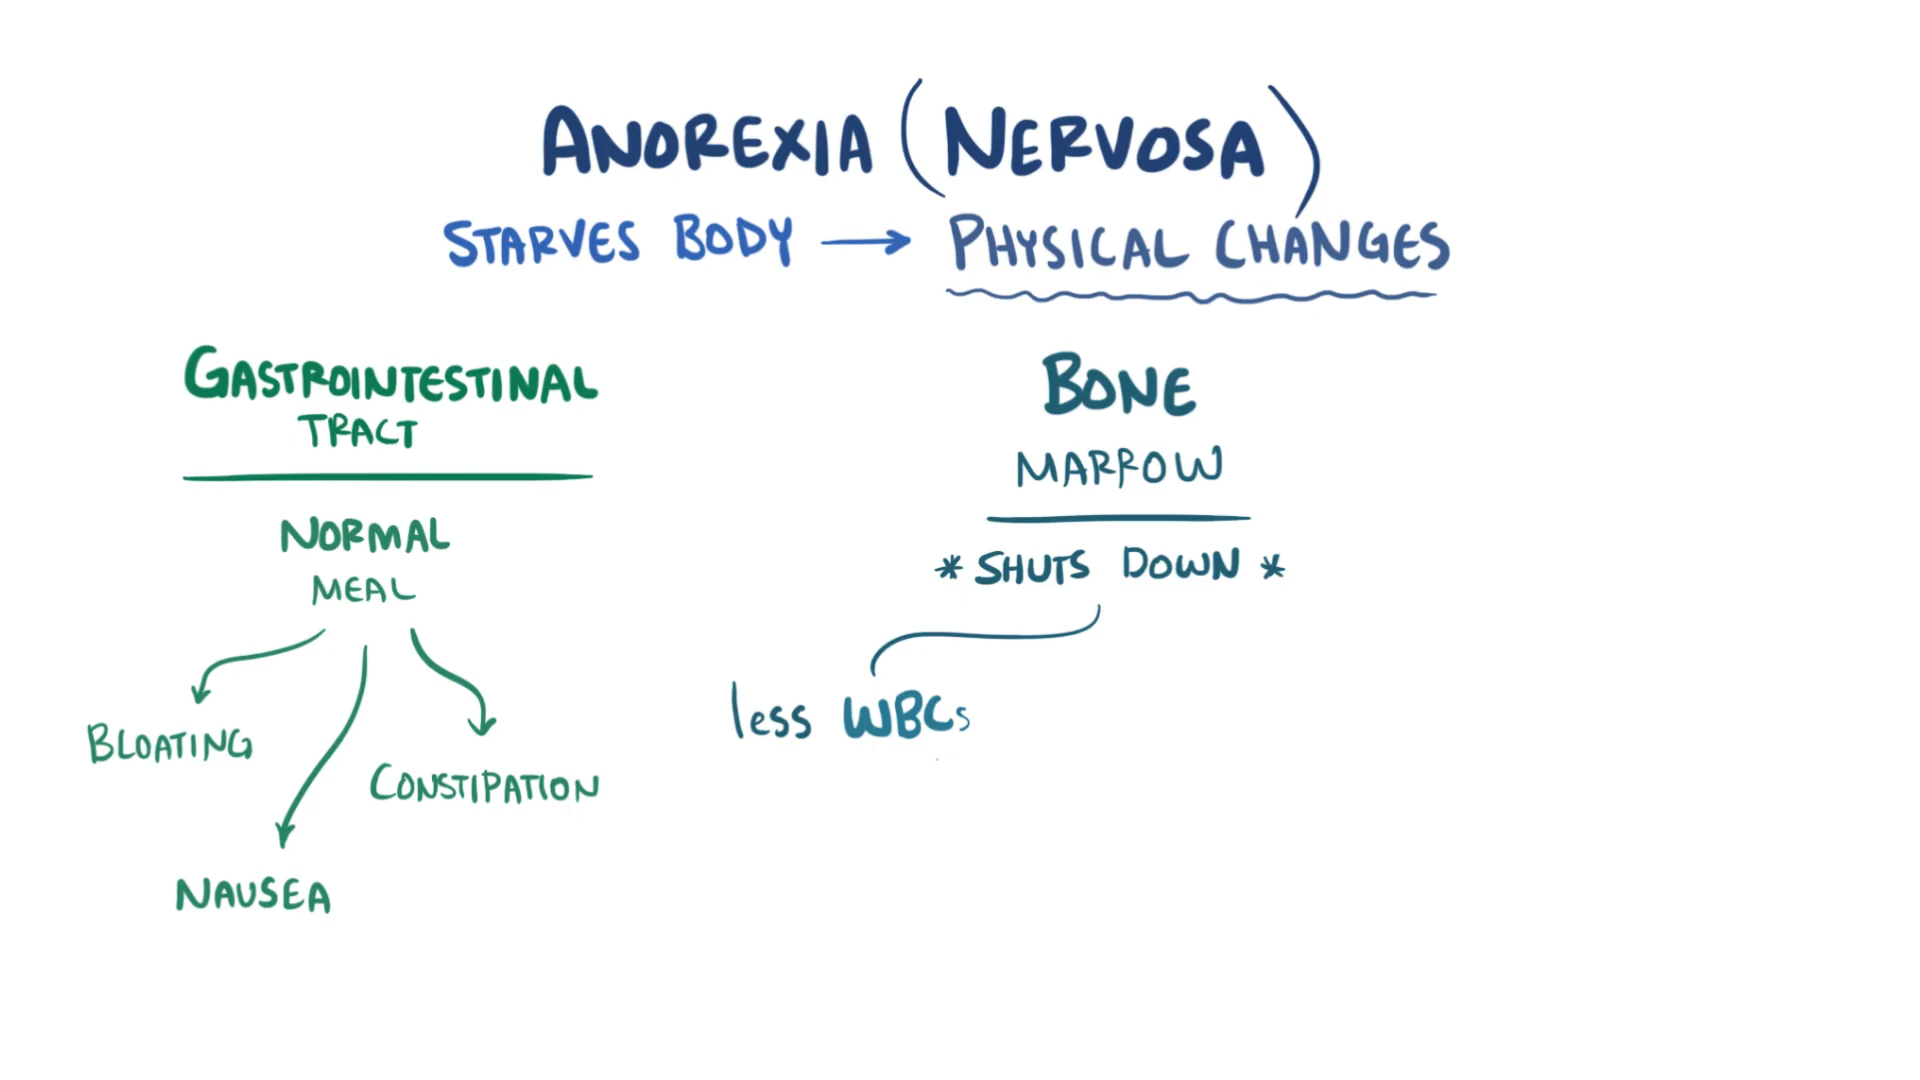 ANOREXIA (NERVOSA)
STARVES BODY → PHYSICAL CHANGES
GASTROINTESTINAL
TRACT
NORMAL
MEAL
BLOATING
CONSTIPATION
NAUSEA
BONE
MARROW
* SHUTS DOWN *
less WBCs